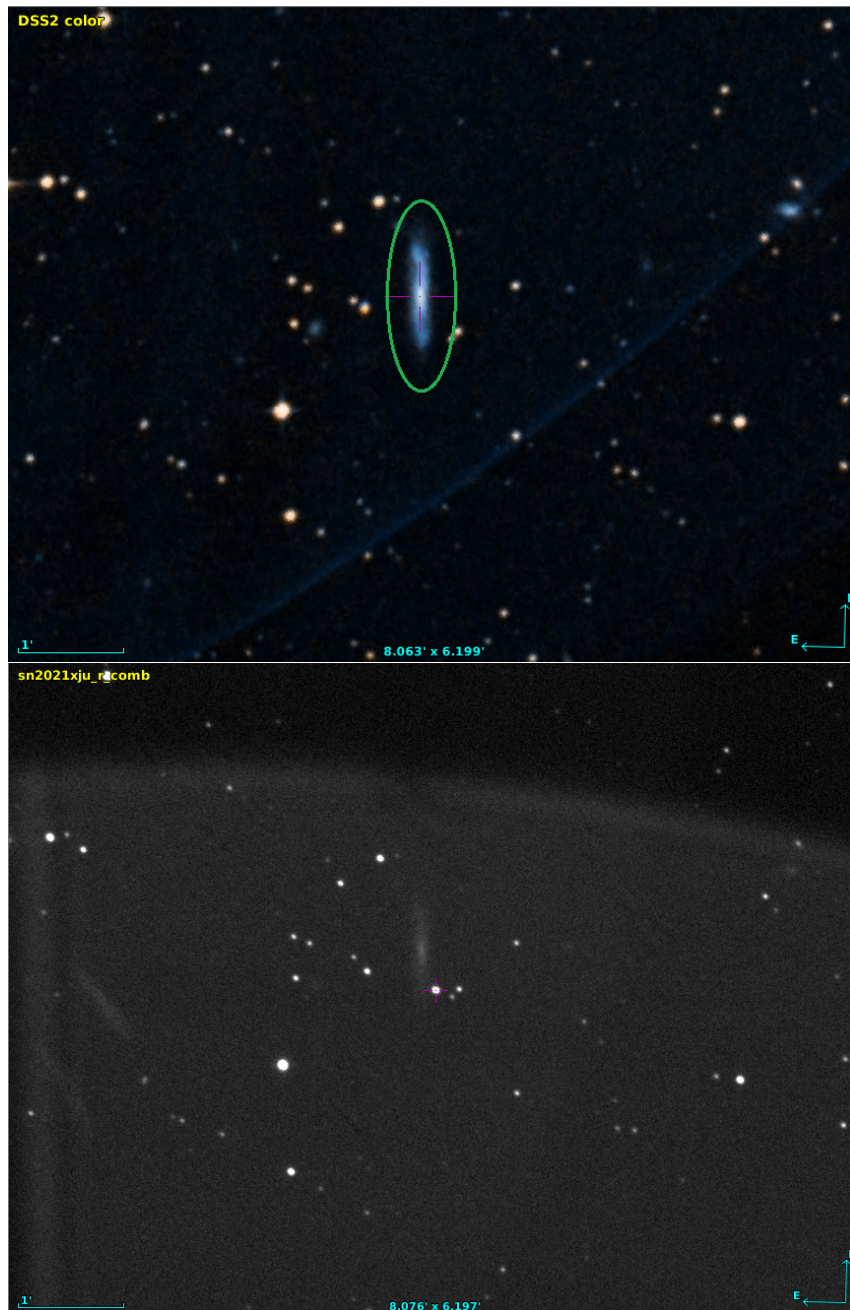 DSS2 color
1'
8.063' x 6.199'
E
sn2021xju_r_comb
1'
8.076' x 6.197'
E